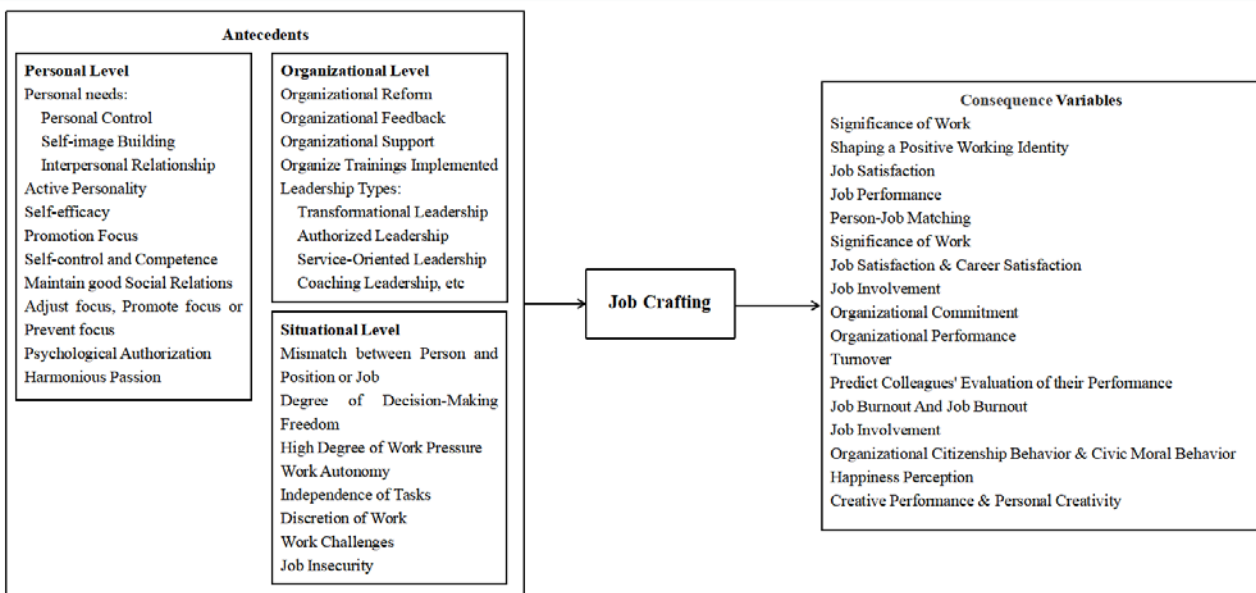 Antecedents
Personal Level
Personal needs:
Personal Control
Self-image Building
Interpersonal Relationship
Active Personality
Self-efficacy
Promotion Focus
Self-control and Competence
Maintain good Social Relations
Adjust focus, Promote focus or
Prevent focus
Psychological Authorization
Harmonious Passion
Organizational Level
Organizational Reform
Organizational Feedback
Organizational Support
Organize Trainings Implemented
Leadership Types:
Transformational Leadership
Authorized Leadership
Service-Oriented Leadership
Coaching Leadership, etc
Situational Level
Mismatch between Person and
Position or Job
Degree of Decision-Making
Freedom
High Degree of Work Pressure
Work Autonomy
Independence of Tasks
Discretion of Work
Work Challenges
Job Insecurity
Job Crafting
Consequence Variables
Significance of Work
Shaping a Positive Working Identity
Job Satisfaction
Job Performance
Person-Job Matching
Significance of Work
Job Satisfaction & Career Satisfaction
Job Involvement
Organizational Commitment
Organizational Performance
Turnover
Predict Colleagues' Evaluation of their Performance
Job Burnout And Job Burnout
Job Involvement
Organizational Citizenship Behavior & Civic Moral Behavior
Happiness Perception
Creative Performance & Personal Creativity